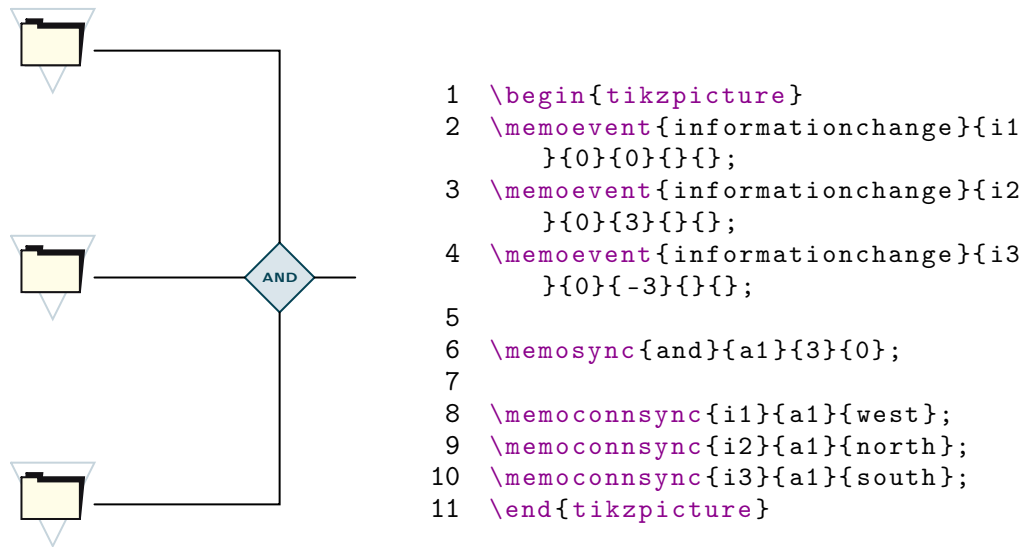 AND
1 \begin{tikzpicture}
2 \memoevent{informationchange}{i1
}{0}{0}{}{};
3 \memoevent{informationchange}{i2
}{0}{3}{}{};
4 \memoevent{informationchange}{i3
}{0}{-3}{}{};
5
6 \memosync{and}{a1}{3}{0};
7
8 \memoconnsync{i1}{a1}{west};
9 \memoconnsync{i2}{a1}{north};
10 \memoconnsync{i3}{a1}{south};
11 \end{tikzpicture}